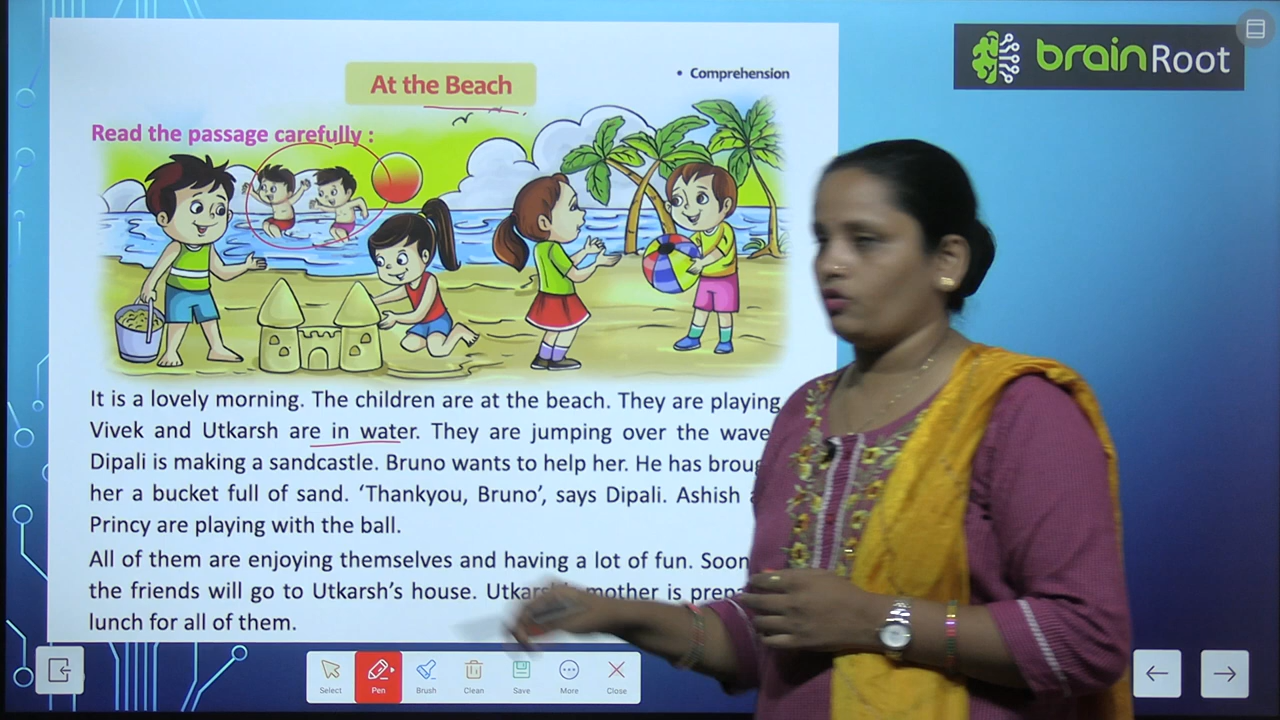 At the Beach
• Comprehension
brainRoot
Read the passage carefully :
It is a lovely morning. The children are at the beach. They are playing
Vivek and Utkarsh are in water. They are jumping over the wave
Dipali is making a sandcastle. Bruno wants to help her. He has
her a bucket full of sand. ‘Thankyou, Bruno’, says Dipali. Ashish
Princy are playing with the ball.
All of them are enjoying themselves and having a lot of fun. Soon
the friends will go to Utkarsh’s house. Utkarsh's mother is
lunch for all of them.
Select Pen Brush Clean Save More Close